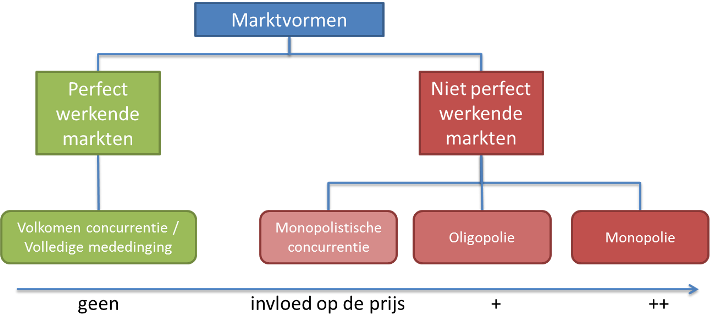 Marktvormen
Perfect
werkende
markten
Niet perfect
werkende
markten
Volkomen concurrentie /
Volledige mededinging
Monopolistische
concurrentie
Oligopolie
Monopolie
geen invloed op de prijs + ++